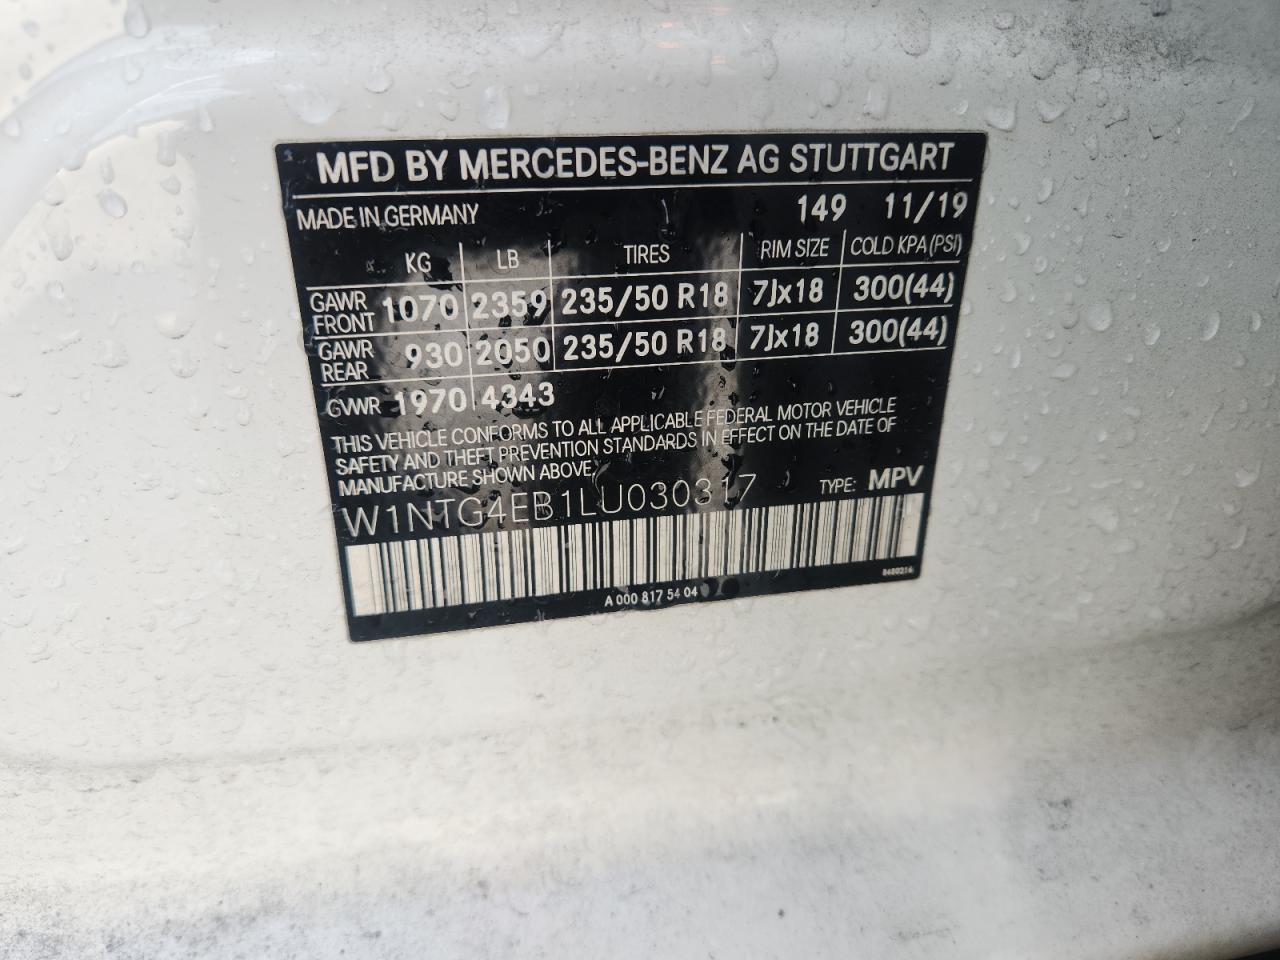 MFD BY MERCEDES-BENZ AG STUTTGART
MADE IN GERMANY 149 11/19
KG LB TIRES RIM SIZE COLD KPA (PSI)
GAWR FRONT 1070 2359 235/50 R18 7Jx18 300(44)
GAWR REAR 930 2050 235/50 R18 7Jx18 300(44)
GVWR 1970 4343
THIS VEHICLE CONFORMS TO ALL APPLICABLE FEDERAL MOTOR VEHICLE
SAFETY AND THEFT PREVENTION STANDARDS IN EFFECT ON THE DATE OF
MANUFACTURE SHOWN ABOVE.
W1NTG4EB1LU030317 TYPE: MPV
A 000 817 54 04
8480216